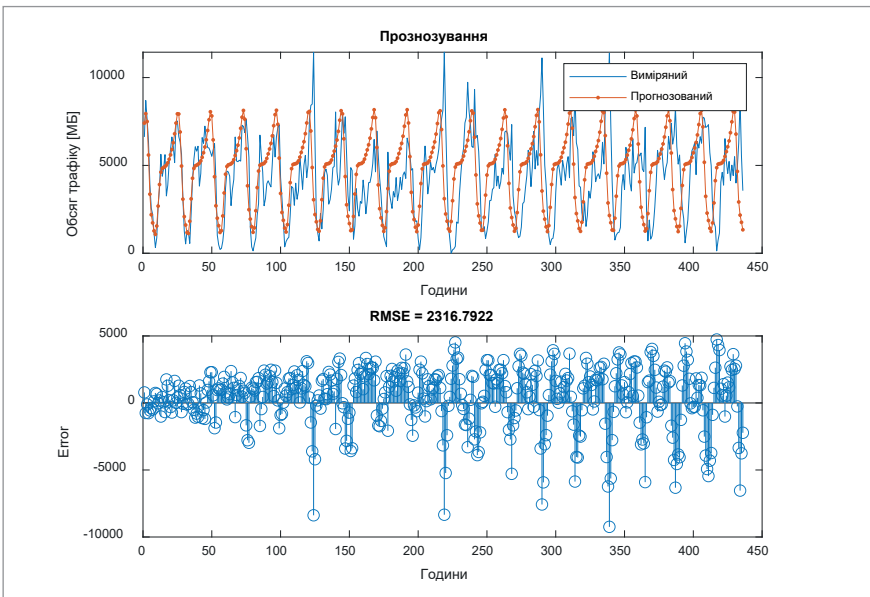 Прознозування
Обсяг трафіку [МБ]
10000
5000
0
Виміряний
Прогнозований
0 50 100 150 200 250 300 350 400 450
Години
RMSE = 2316.7922
Error
5000
0
-5000
-10000
0 50 100 150 200 250 300 350 400 450
Години